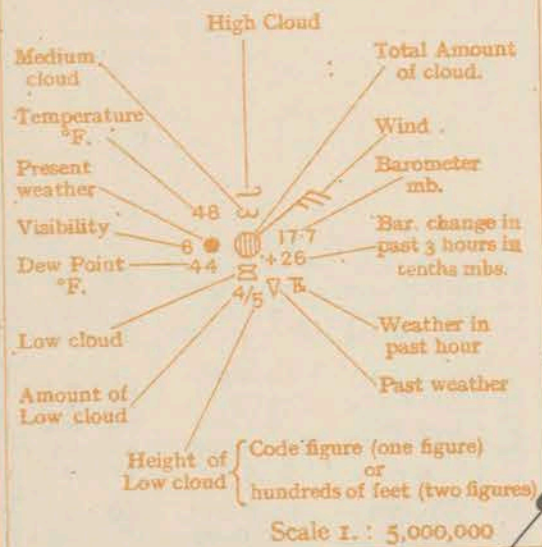 High Cloud
Medium cloud
Total Amount of cloud.
Temperature °F.
Wind
Present weather
Barometer mb.
48
Visibility
6
17·7
Bar. change in past 3 hours in tenths mbs.
+26
Dew Point
°F.
44
4/5
Low cloud
Weather in past hour
Amount of Low cloud
Past weather
Height of Low cloud
Code figure (one figure)
or
hundreds of feet (two figures)
Scale 1. : 5,000,000